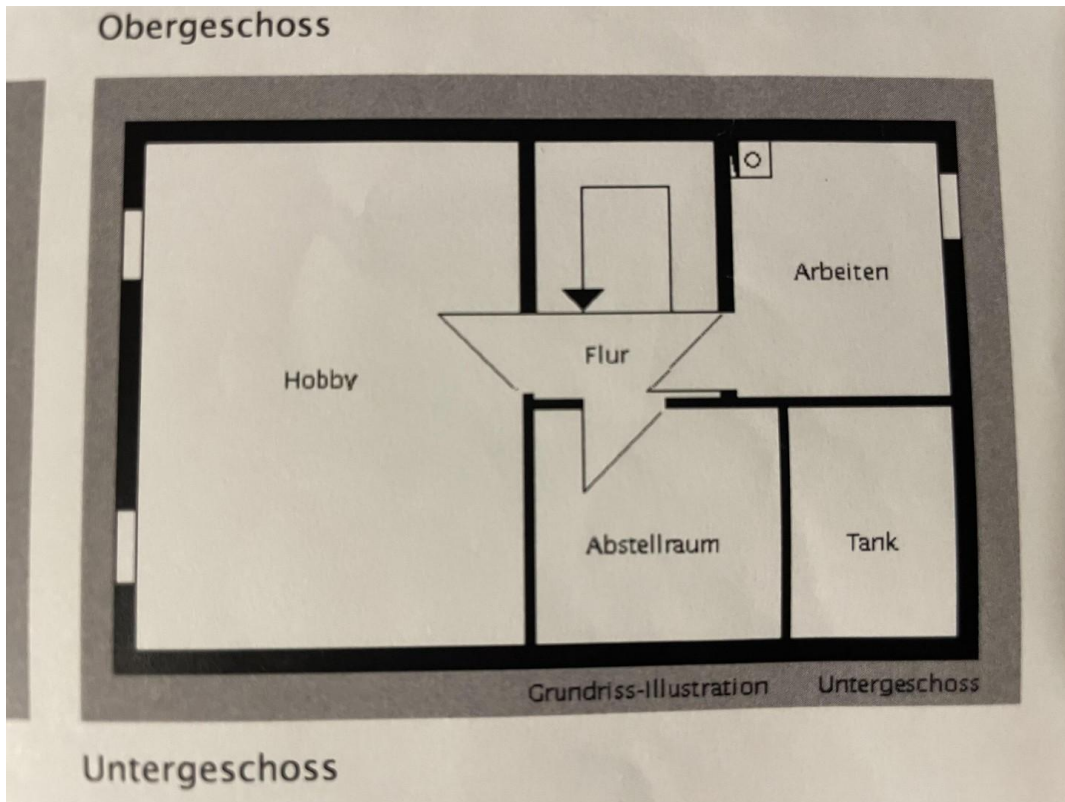 Obergeschoss
Arbeiten
Flur
Hobby
Abstellraum
Tank
Grundriss-Illustration Untergeschoss
Untergeschoss